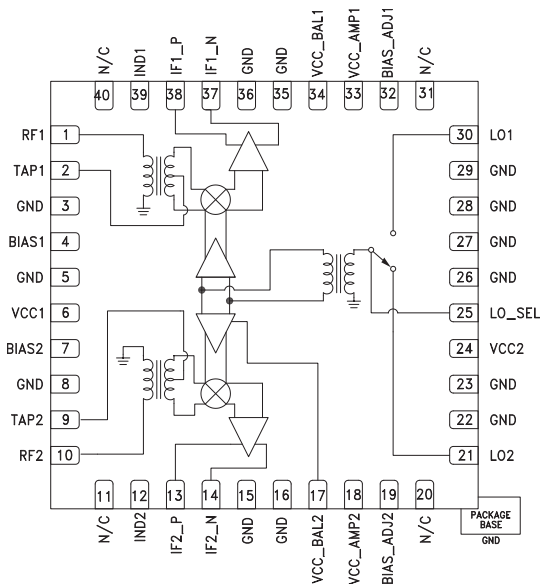 N/C
IND1
IF1_P
IF1_N
GND
GND
VCC_BAL1
VCC_AMP1
BIAS_ADJ1
N/C
40
39
38
37
36
35
34
33
32
31
RF1 1
TAP1 2
GND 3
BIAS1 4
GND 5
VCC1 6
BIAS2 7
GND 8
TAP2 9
RF2 10
30 LO1
29 GND
28 GND
27 GND
26 GND
25 LO_SEL
24 VCC2
23 GND
22 GND
21 LO2
11
12
13
14
15
16
17
18
19
20
N/C
IND2
IF2_P
IF2_N
GND
GND
VCC_BAL2
VCC_AMP2
BIAS_ADJ2
N/C
PACKAGE
BASE
GND